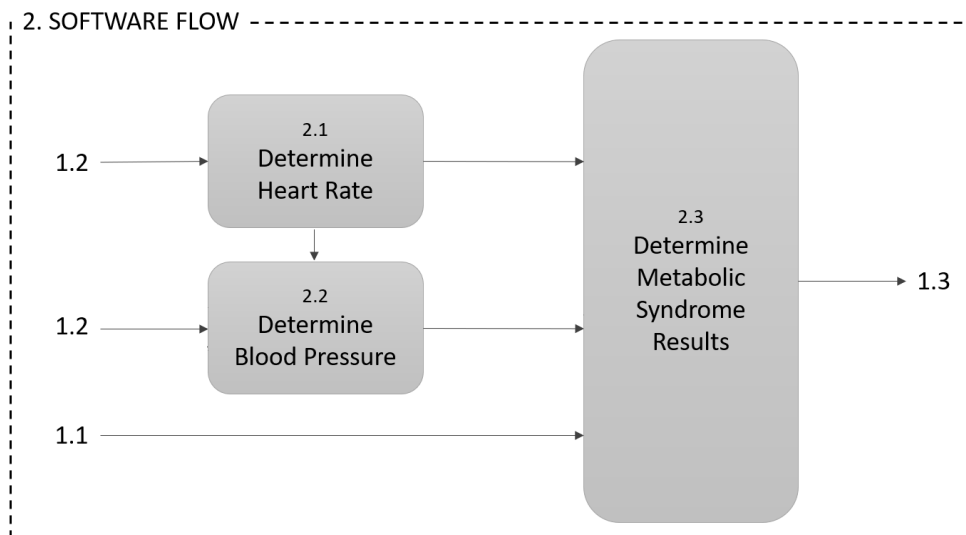 2. SOFTWARE FLOW
1.2
2.1
Determine
Heart Rate
1.2
2.2
Determine
Blood Pressure
1.1
2.3
Determine
Metabolic
Syndrome
Results
1.3